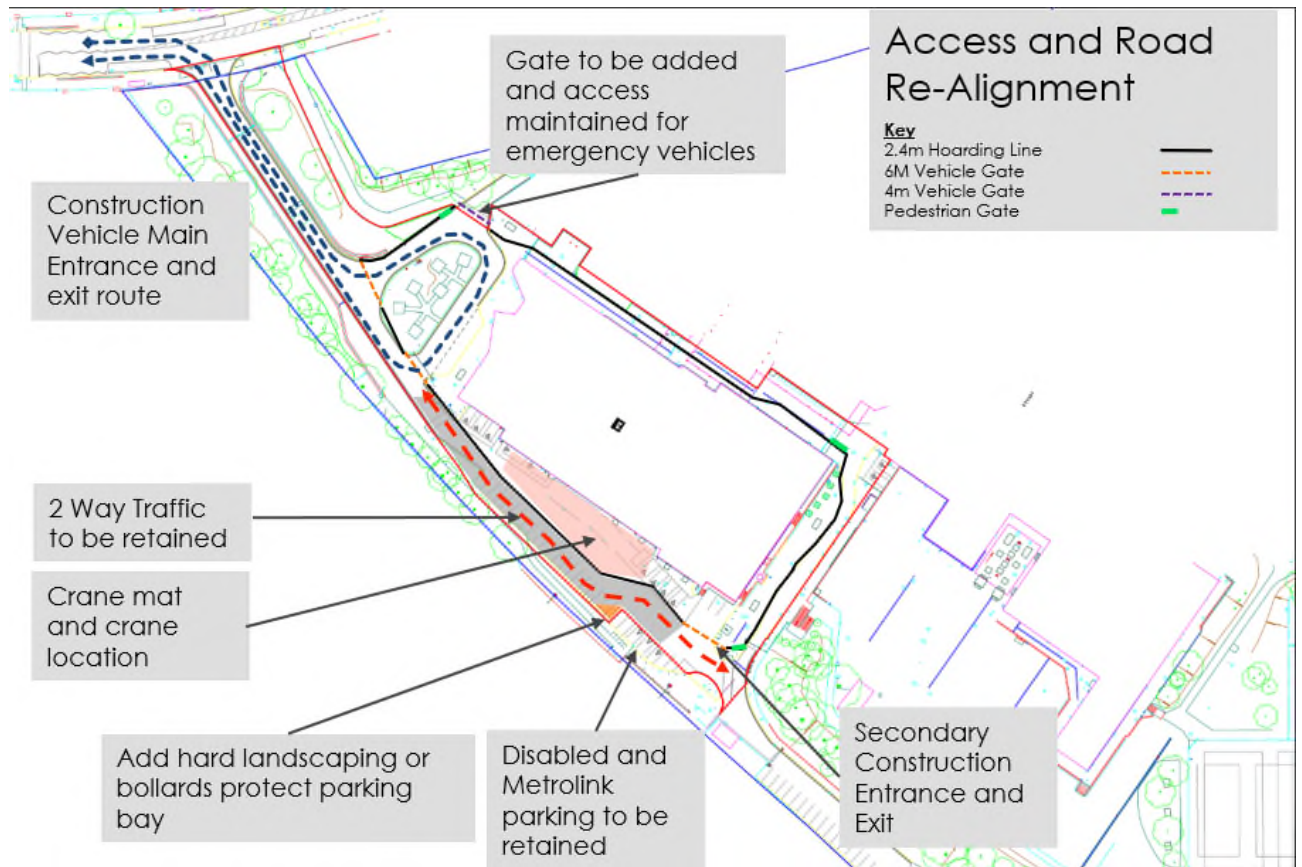 Access and Road
Re-Alignment
Key
2.4m Hoarding Line
6M Vehicle Gate
4m Vehicle Gate
Pedestrian Gate
Gate to be added
and access
maintained for
emergency vehicles
Construction
Vehicle Main
Entrance and
exit route
2 Way Traffic
to be retained
Crane mat
and crane
location
Add hard landscaping or
bollards protect parking
bay
Disabled and
Metrolink
parking to be
retained
Secondary
Construction
Entrance and
Exit